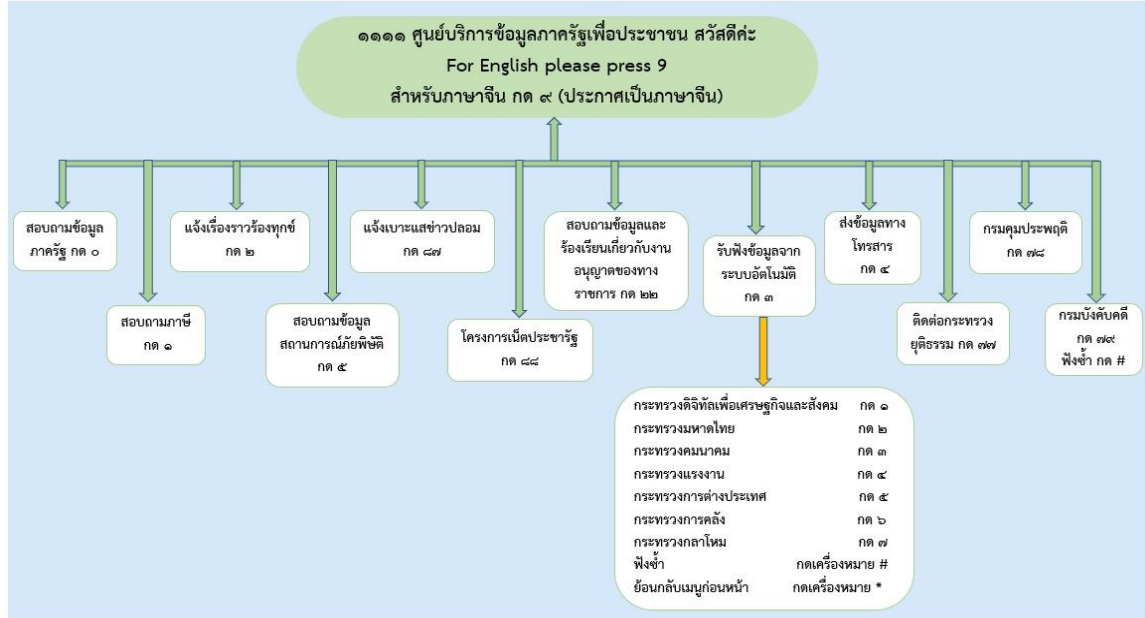 ๑๑๑๑ ศูนย์บริการข้อมูลภาครัฐเพื่อประชาชน สวัสดีค่ะ
For English please press 9
สำหรับภาษาจีน กด ๙ (ประกาศเป็นภาษาจีน)
สอบถามข้อมูล
ภาครัฐ กด ๐
สอบถามภาษี
กด ๑
แจ้งเรื่องราวร้องทุกข์
กด ๒
สอบถามข้อมูล
สถานการณ์ภัยพิบัติ
กด ๕
แจ้งเบาะแสข่าวปลอม
กด ๘๗
โครงการเน็ตประชารัฐ
กด ๘๘
สอบถามข้อมูลและ
ร้องเรียนเกี่ยวกับงาน
อนุญาตของทาง
ราชการ กด ๒๒
รับฟังข้อมูลจาก
ระบบอัตโนมัติ
กด ๓
ส่งข้อมูลทาง
โทรสาร
กด ๔
ติดต่อกระทรวง
ยุติธรรม กด ๗๗
กรมคุมประพฤติ
กด ๗๘
กรมบังคับคดี
กด ๗๙
ฟังซ้ำ กด #
กระทรวงดิจิทัลเพื่อเศรษฐกิจและสังคม กด ๑
กระทรวงมหาดไทย กด ๒
กระทรวงคมนาคม กด ๓
กระทรวงแรงงาน กด ๔
กระทรวงการต่างประเทศ กด ๕
กระทรวงการคลัง กด ๖
กระทรวงกลาโหม กด ๗
ฟังซ้ำ กดเครื่องหมาย #
ย้อนกลับเมนูก่อนหน้า กดเครื่องหมาย *